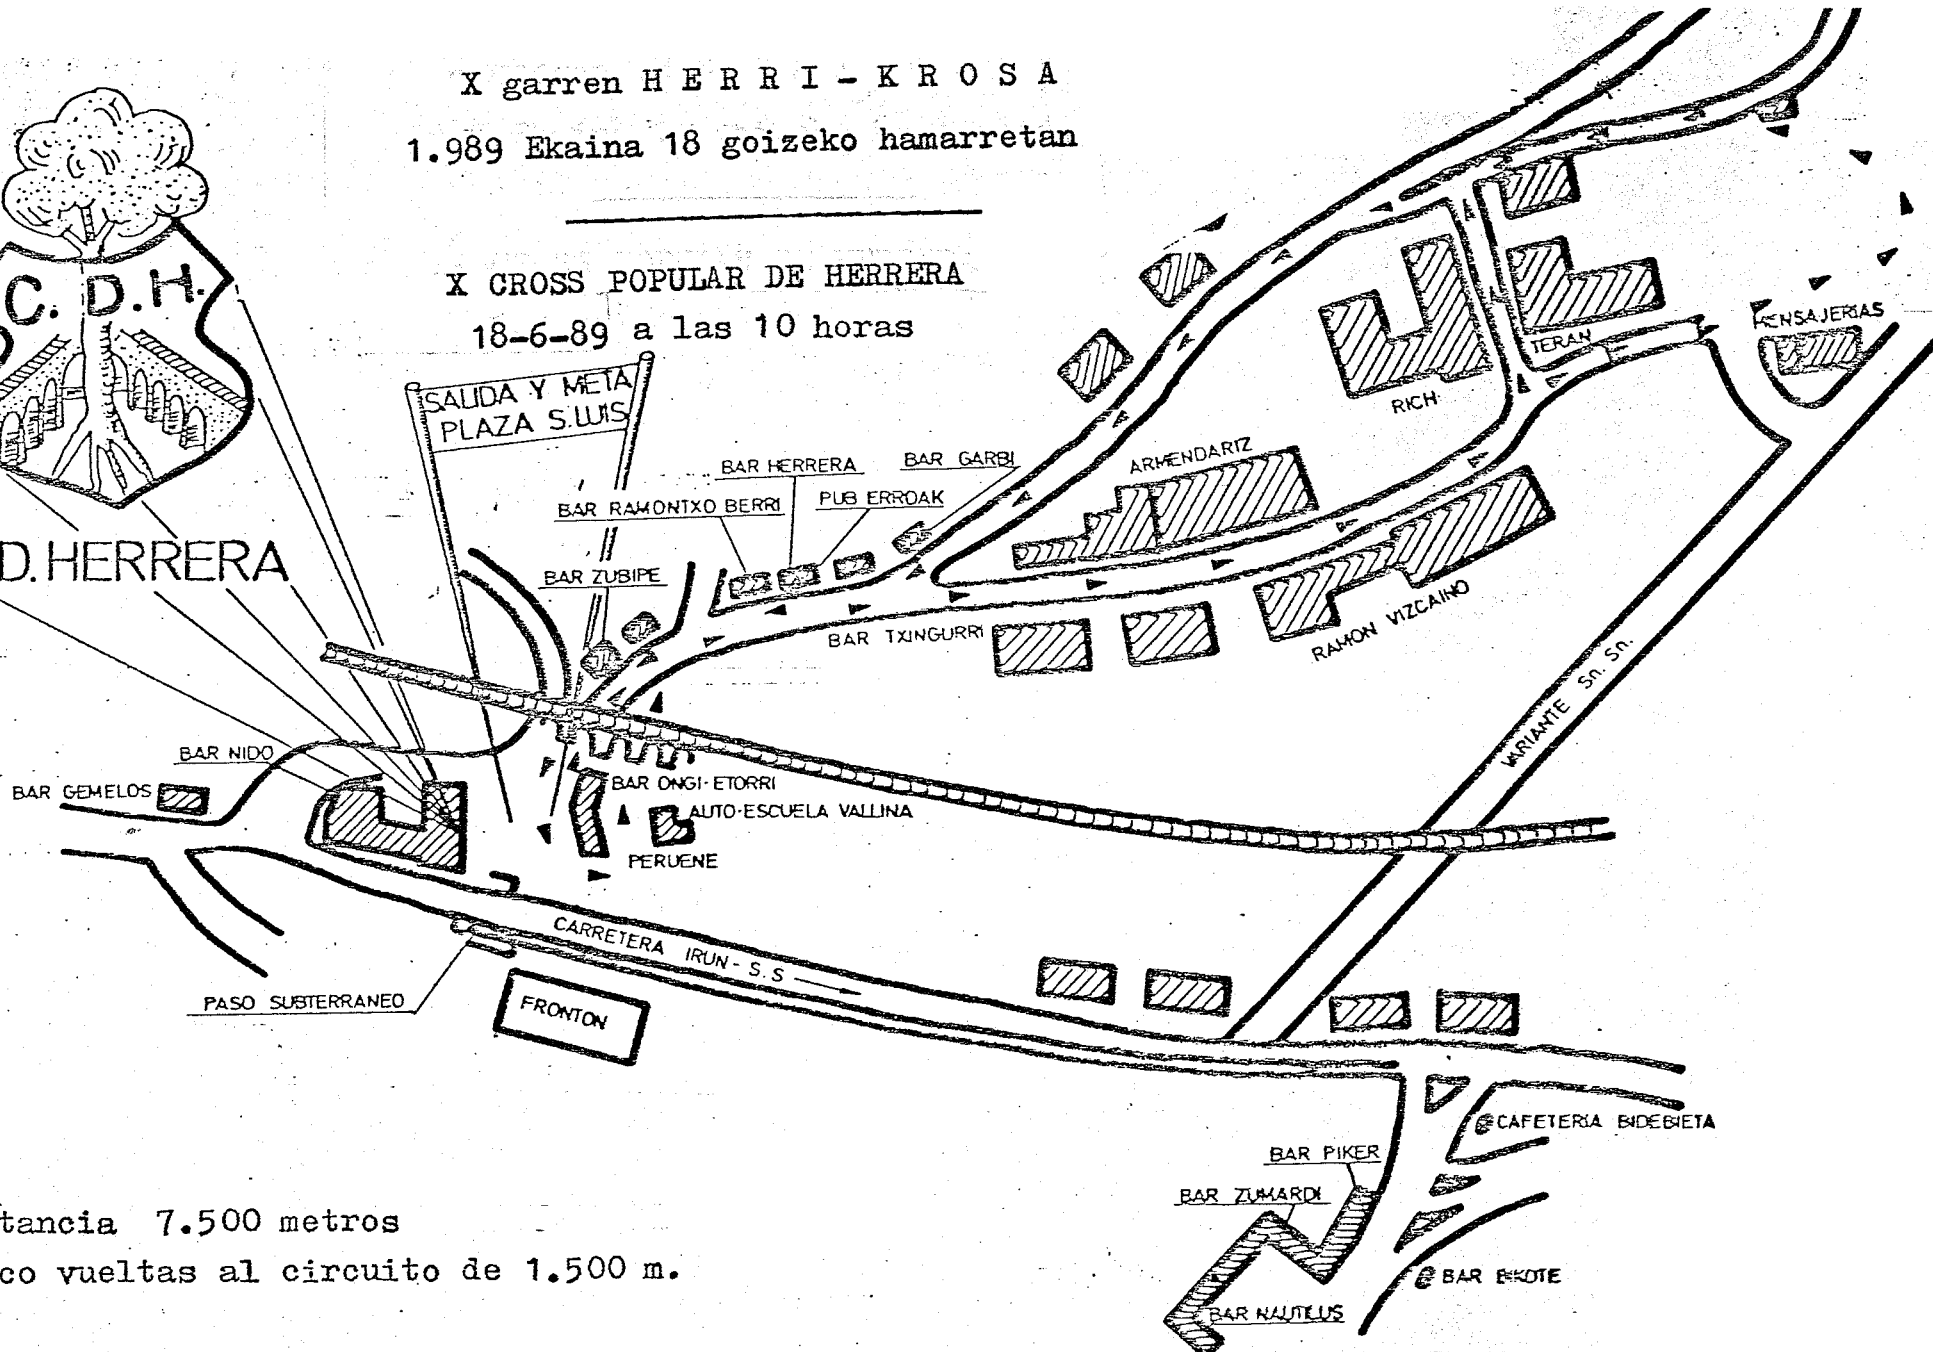 X garren H E R R I - K R O S A
1.989 Ekaina 18 goizeko hamarretan
X CROSS POPULAR DE HERRERA
18-6-89 a las 10 horas
C. D. H.
D. HERRERA
SALIDA Y META
PLAZA S. LUIS
BAR HERRERA
BAR GARBI
BAR RAMONTXO BERRI
PUB ERROAK
BAR ZUBIPE
ARMENDARIZ
RICH
TERAN
MENSAJERIAS
BAR TXINGURRI
RAMON VIZCAINO
VARIANTE Sn. Sn.
BAR NIDO
BAR GEMELOS
BAR ONGI-ETORRI
AUTO-ESCUELA VALLINA
PERUENE
CARRETERA IRUN - S.S
PASO SUBTERRANEO
FRONTON
CAFETERIA BIDEBIETA
BAR PIKER
BAR ZUMARDI
BAR BIKOTE
BAR NAUTILUS
tancia 7.500 metros
co vueltas al circuito de 1.500 m.